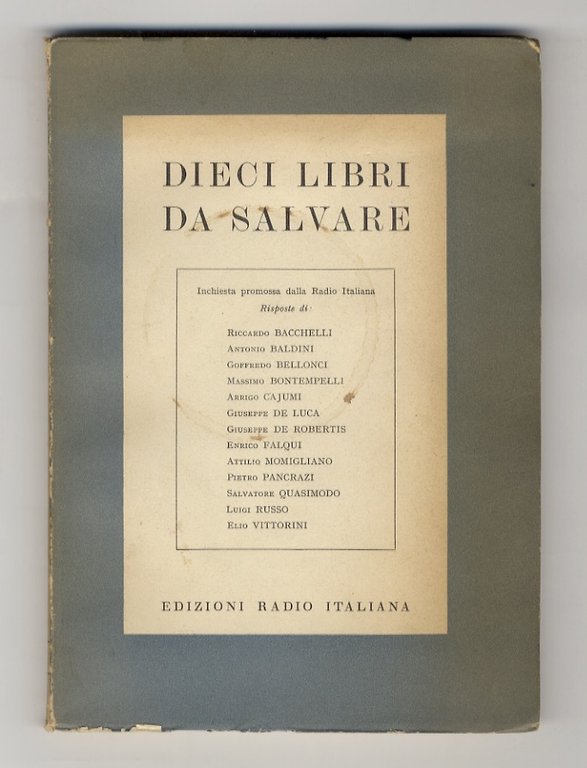 DIECI LIBRI
DA SALVARE
Inchiesta promossa dalla Radio Italiana
Risposte di:
Riccardo BACCHELLI
Antonio BALDINI
Goffredo BELLONCI
Massimo BONTEMPELLI
Arrigo CAJUMI
Giuseppe DE LUCA
Giuseppe DE ROBERTIS
Enrico FALQUI
Attilio MOMIGLIANO
Pietro PANCRAZI
Salvatore QUASIMODO
Luigi RUSSO
Elio VITTORINI
EDIZIONI RADIO ITALIANA